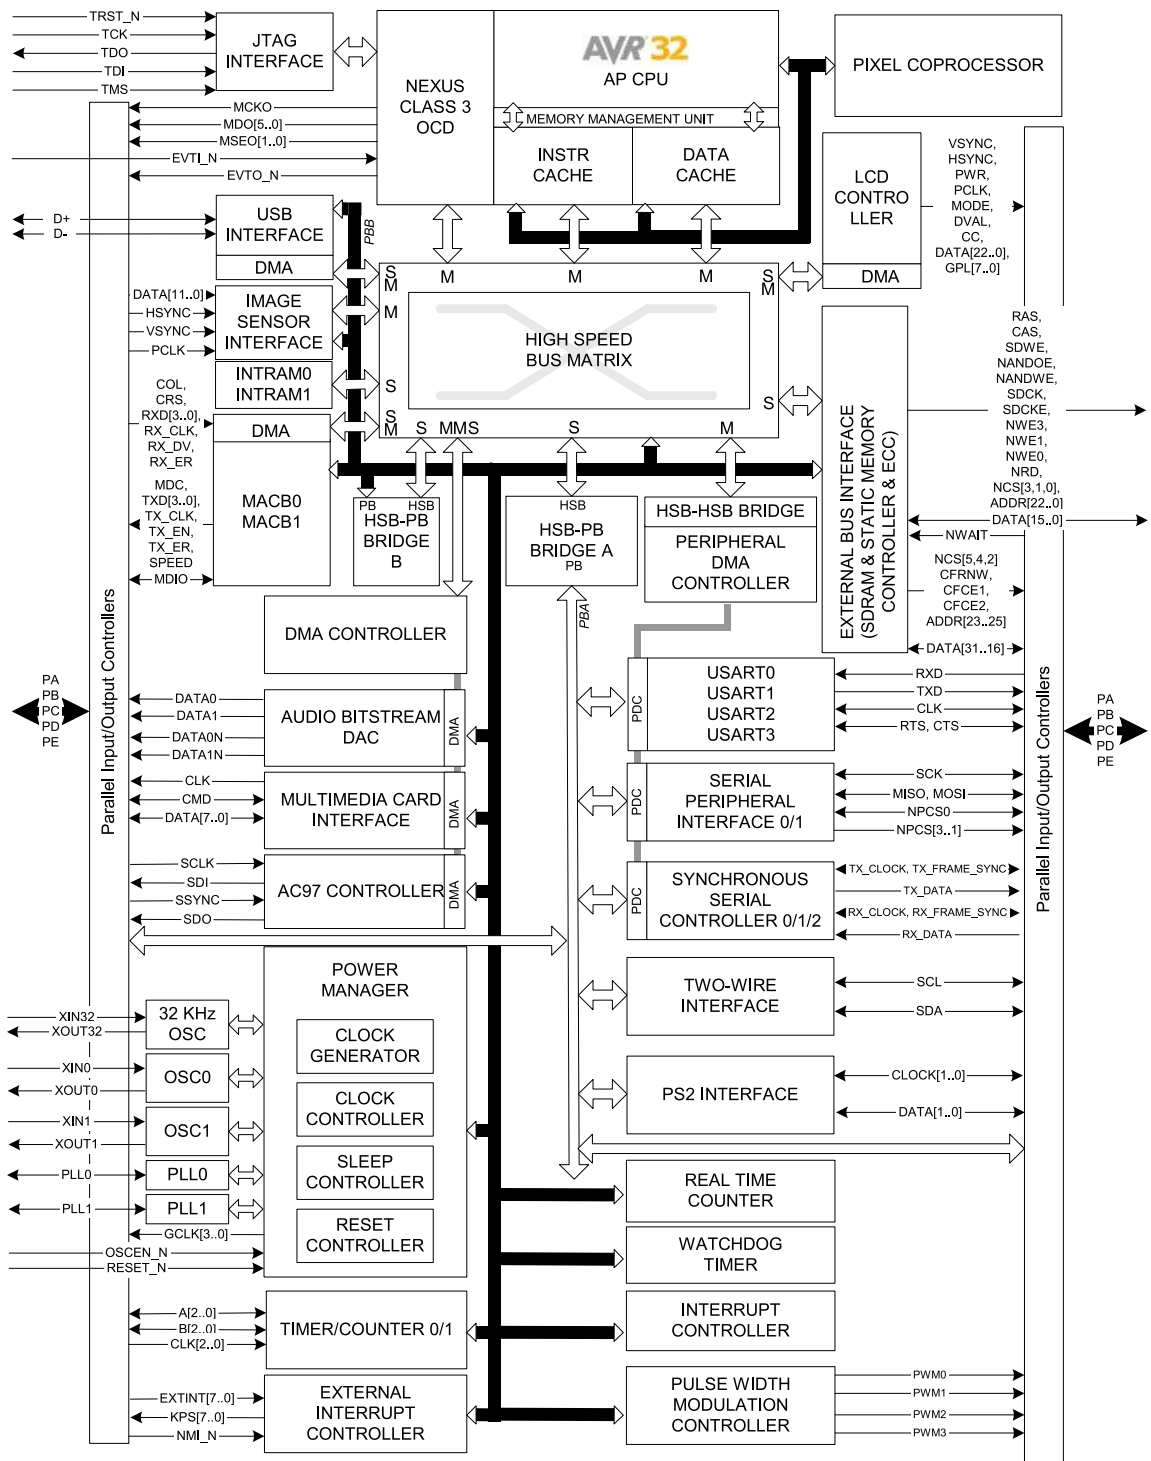 TRST_N
TCK
TDO
TDI
TMS
JTAG
INTERFACE
NEXUS
CLASS 3
OCD
AVR 32
AP CPU
MEMORY MANAGEMENT UNIT
INSTR
CACHE
DATA
CACHE
PIXEL COPROCESSOR
MCKO
MDO[5..0]
MSEO[1..0]
EVTI_N
EVTO_N
D+
D-
USB
INTERFACE
DMA
PBB
LCD
CONTRO
LLER
DMA
VSYNC,
HSYNC,
PWR,
PCLK,
MODE,
DVAL,
CC,
DATA[22..0],
GPL[7..0]
DATA[11..0]
HSYNC
VSYNC
PCLK
IMAGE
SENSOR
INTERFACE
INTRAM0
INTRAM1
S
M
M
S
S
M
M
M
M
S
M
S
S
MMS
S
M
HIGH SPEED
BUS MATRIX
COL,
CRS,
RXD[3..0],
RX_CLK,
RX_DV,
RX_ER
MDC,
TXD[3..0],
TX_CLK,
TX_EN,
TX_ER,
SPEED
MDIO
DMA
MACB0
MACB1
PB
HSB
HSB-PB
BRIDGE
B
HSB
HSB-PB
BRIDGE A
PB
PBA
HSB-HSB BRIDGE
PERIPHERAL
DMA
CONTROLLER
EXTERNAL BUS INTERFACE
(SDRAM & STATIC MEMORY
CONTROLLER & ECC)
RAS,
CAS,
SDWE,
NANDOE,
NANDWE,
SDCK,
SDCKE,
NWE3,
NWE1,
NWE0,
NRD,
NCS[3,1,0],
ADDR[22..0]
DATA[15..0]
NWAIT
NCS[5,4,2]
CFRNW,
CFCE1,
CFCE2,
ADDR[23..25]
DATA[31..16]
DMA CONTROLLER
PA
PB
PC
PD
PE
Parallel Input/Output Controllers
DATA0
DATA1
DATA0N
DATA1N
AUDIO BITSTREAM
DAC
DMA
CLK
CMD
DATA[7..0]
MULTIMEDIA CARD
INTERFACE
DMA
SCLK
SDI
SSYNC
SDO
AC97 CONTROLLER
DMA
PDC
USART0
USART1
USART2
USART3
RXD
TXD
CLK
RTS, CTS
PDC
SERIAL
PERIPHERAL
INTERFACE 0/1
SCK
MISO, MOSI
NPCS0
NPCS[3..1]
PDC
SYNCHRONOUS
SERIAL
CONTROLLER 0/1/2
TX_CLOCK, TX_FRAME_SYNC
TX_DATA
RX_CLOCK, RX_FRAME_SYNC
RX_DATA
Parallel Input/Output Controllers
PA
PB
PC
PD
PE
TWO-WIRE
INTERFACE
SCL
SDA
PS2 INTERFACE
CLOCK[1..0]
DATA[1..0]
POWER
MANAGER
CLOCK
GENERATOR
CLOCK
CONTROLLER
SLEEP
CONTROLLER
RESET
CONTROLLER
XIN32
XOUT32
32 KHz
OSC
XIN0
XOUT0
OSC0
XIN1
XOUT1
OSC1
PLL0
PLL0
PLL1
PLL1
GCLK[3..0]
OSCEN_N
RESET_N
REAL TIME
COUNTER
WATCHDOG
TIMER
A[2..0]
B[2..0]
CLK[2..0]
TIMER/COUNTER 0/1
INTERRUPT
CONTROLLER
EXTINT[7..0]
KPS[7..0]
NMI_N
EXTERNAL
INTERRUPT
CONTROLLER
PULSE WIDTH
MODULATION
CONTROLLER
PWM0
PWM1
PWM2
PWM3